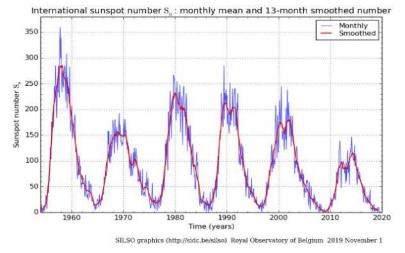 International sunspot number Sn : monthly mean and 13-month smoothed number
Monthly
Smoothed
350
300
250
200
150
100
50
0
Sunspot number Sn
1960
1970
1980
1990
2000
2010
2020
Time (years)
SILSO graphics (http://sidc.be/silso) Royal Observatory of Belgium 2019 November 1